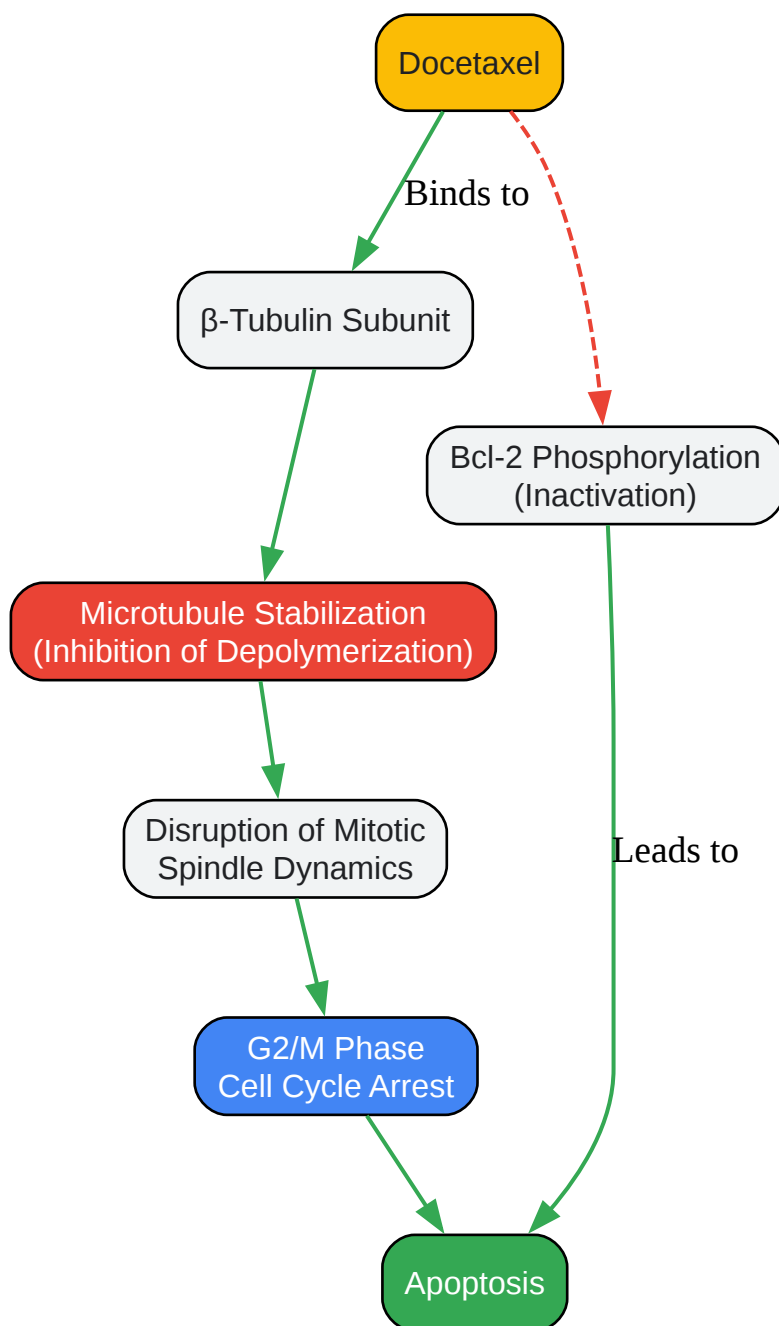 Docetaxel
Binds to
β-Tubulin Subunit
Bcl-2 Phosphorylation
(Inactivation)
Microtubule Stabilization
(Inhibition of Depolymerization)
Disruption of Mitotic
Spindle Dynamics
Leads to
G2/M Phase
Cell Cycle Arrest
Apoptosis